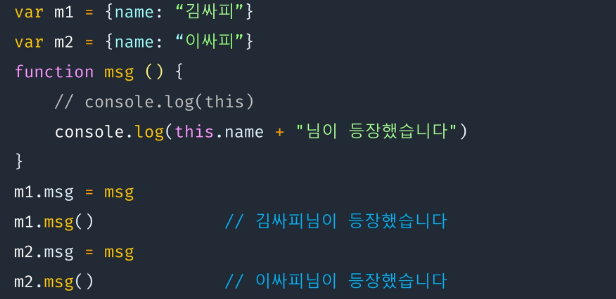 var m1 = {name: “김싸피”}
var m2 = {name: “이싸피”}
function msg () {
    // console.log(this)
    console.log(this.name + "님이 등장했습니다")
}
m1.msg = msg
m1.msg()             // 김싸피님이 등장했습니다
m2.msg = msg
m2.msg()             // 이싸피님이 등장했습니다